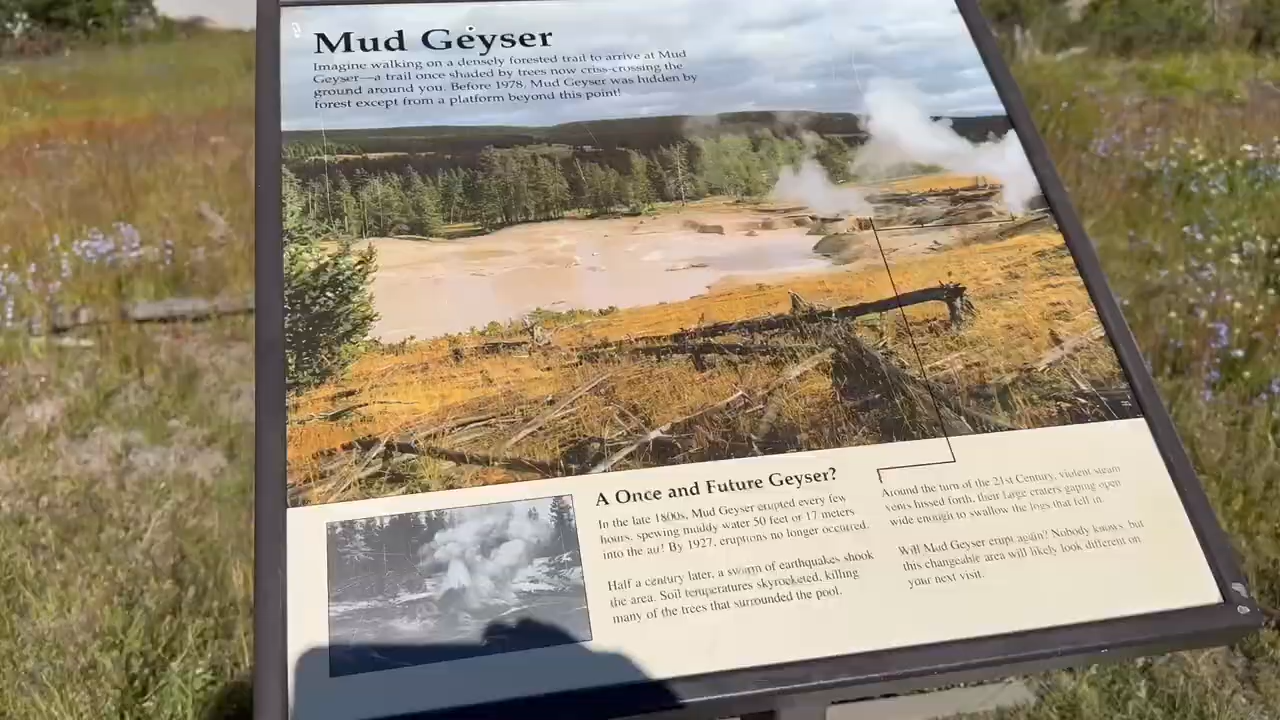 Mud Geyser
Imagine walking on a densely forested trail to arrive at Mud
Geyser—a trail once shaded by trees now criss-crossing the
ground around you. Before 1978, Mud Geyser was hidden by
forest except from a platform beyond this point!
A Once and Future Geyser?
In the late 1800s, Mud Geyser erupted every few
hours, spewing muddy water 50 feet or 17 meters
into the air! By 1927, eruptions no longer occurred.
Half a century later, a swarm of earthquakes shook
the area. Soil temperatures skyrocketed, killing
many of the trees that surrounded the pool.
Around the turn of the 21st Century, violent steam
vents hissed forth, their large craters gaping open
wide enough to swallow the logs that fell in.
Will Mud Geyser erupt again? Nobody knows, but
this changeable area will likely look different on
your next visit.